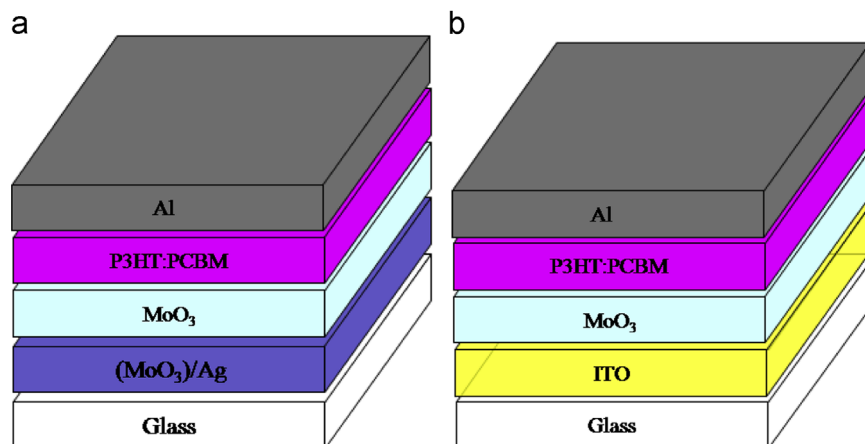 a
Al
P3HT:PCBM
MoO₃
(MoO₃)/Ag
Glass
b
Al
P3HT:PCBM
MoO₃
ITO
Glass